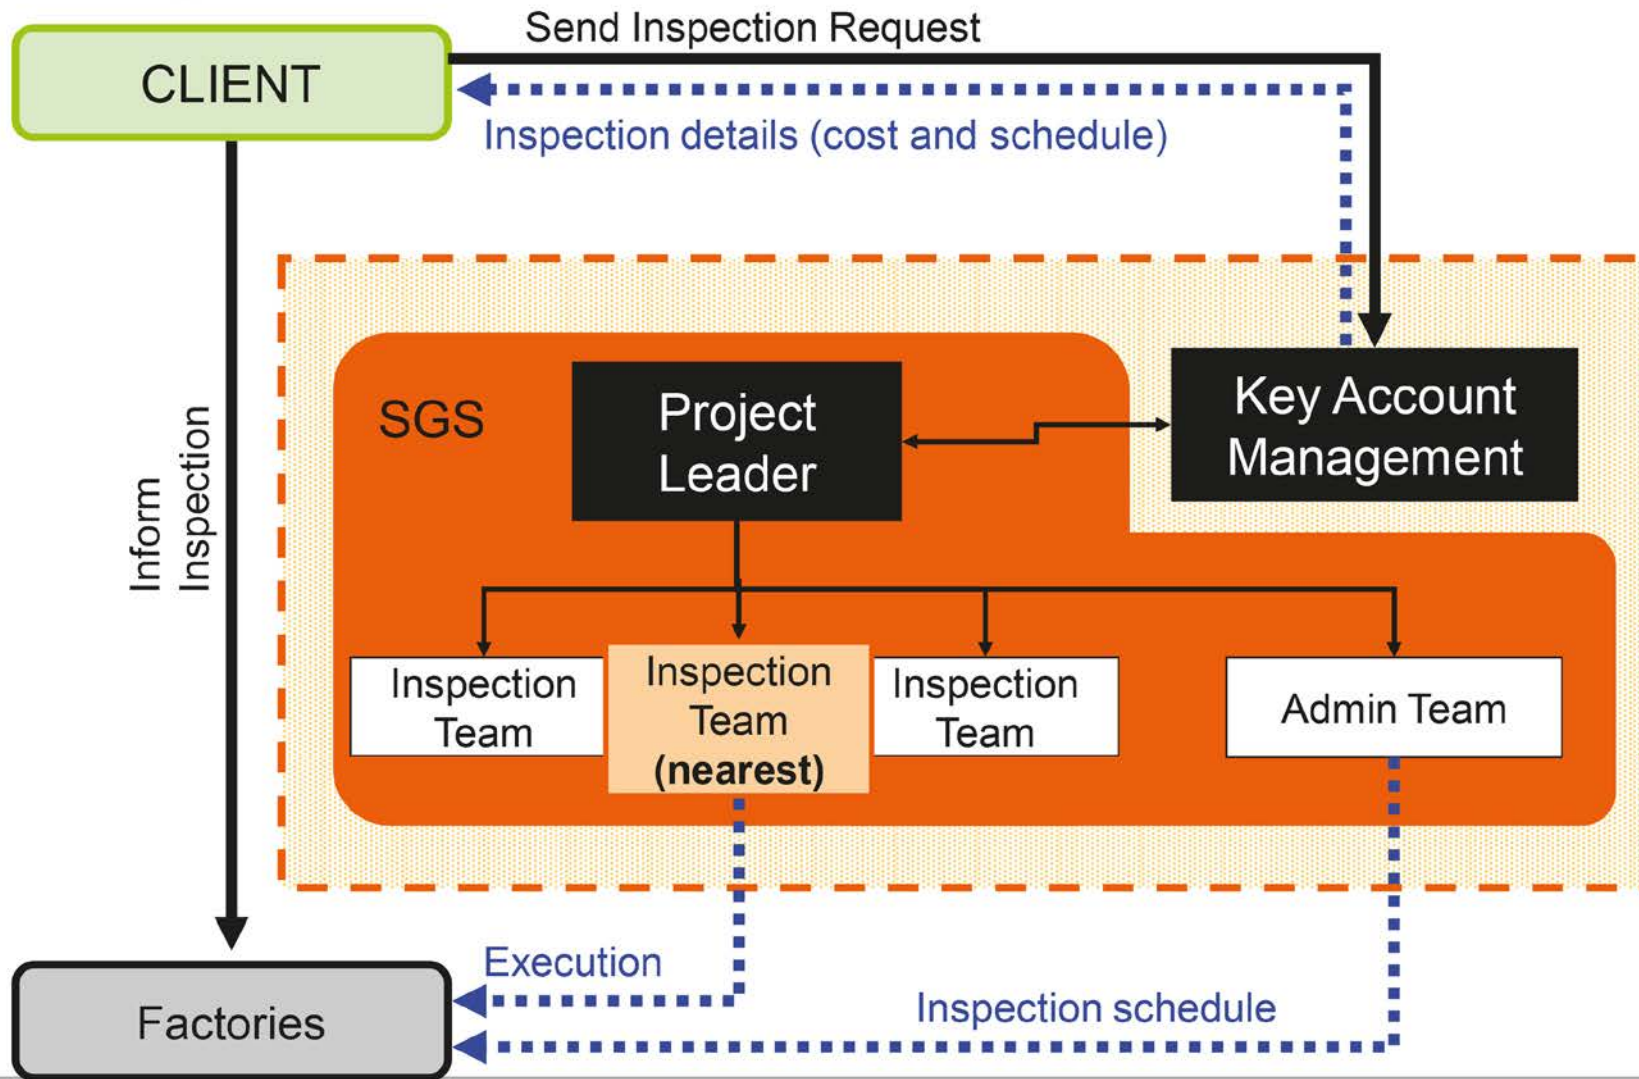 Send Inspection Request
CLIENT
Inspection details (cost and schedule)
Inform
Inspection
SGS
Project
Leader
Key Account
Management
Inspection
Team
Inspection
Team
(nearest)
Inspection
Team
Admin Team
Execution
Inspection schedule
Factories